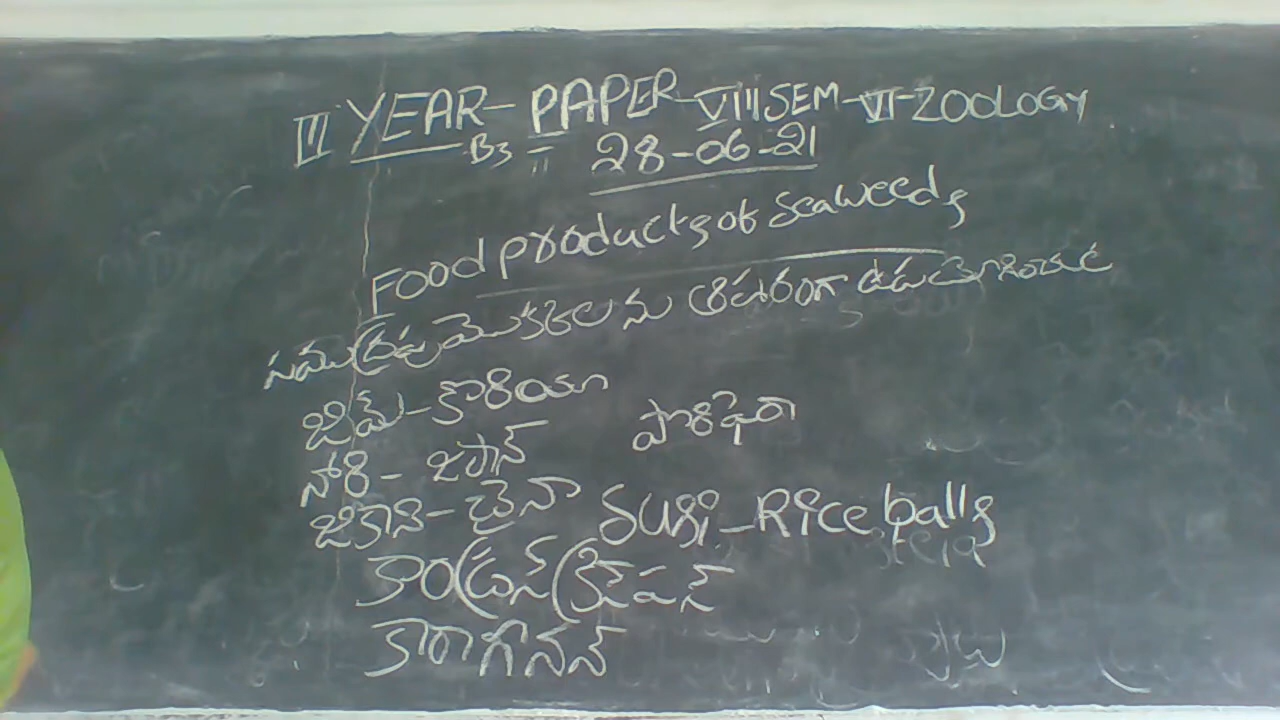 III YEAR - PAPER - VIII SEM - VI - ZOOLOGY
B3 = 28-06-21
Food products of Seaweeds
సముద్రపు మొక్కలను ఆహారంగా ఉపయోగించుట
జిమ్ - కొరియా
నోరి - జపాన్ పొరిఫైరా
జికాని - చైనా సుషి - Rice balls
కాండ్రస్ క్రిస్పస్
కారాగీనన్